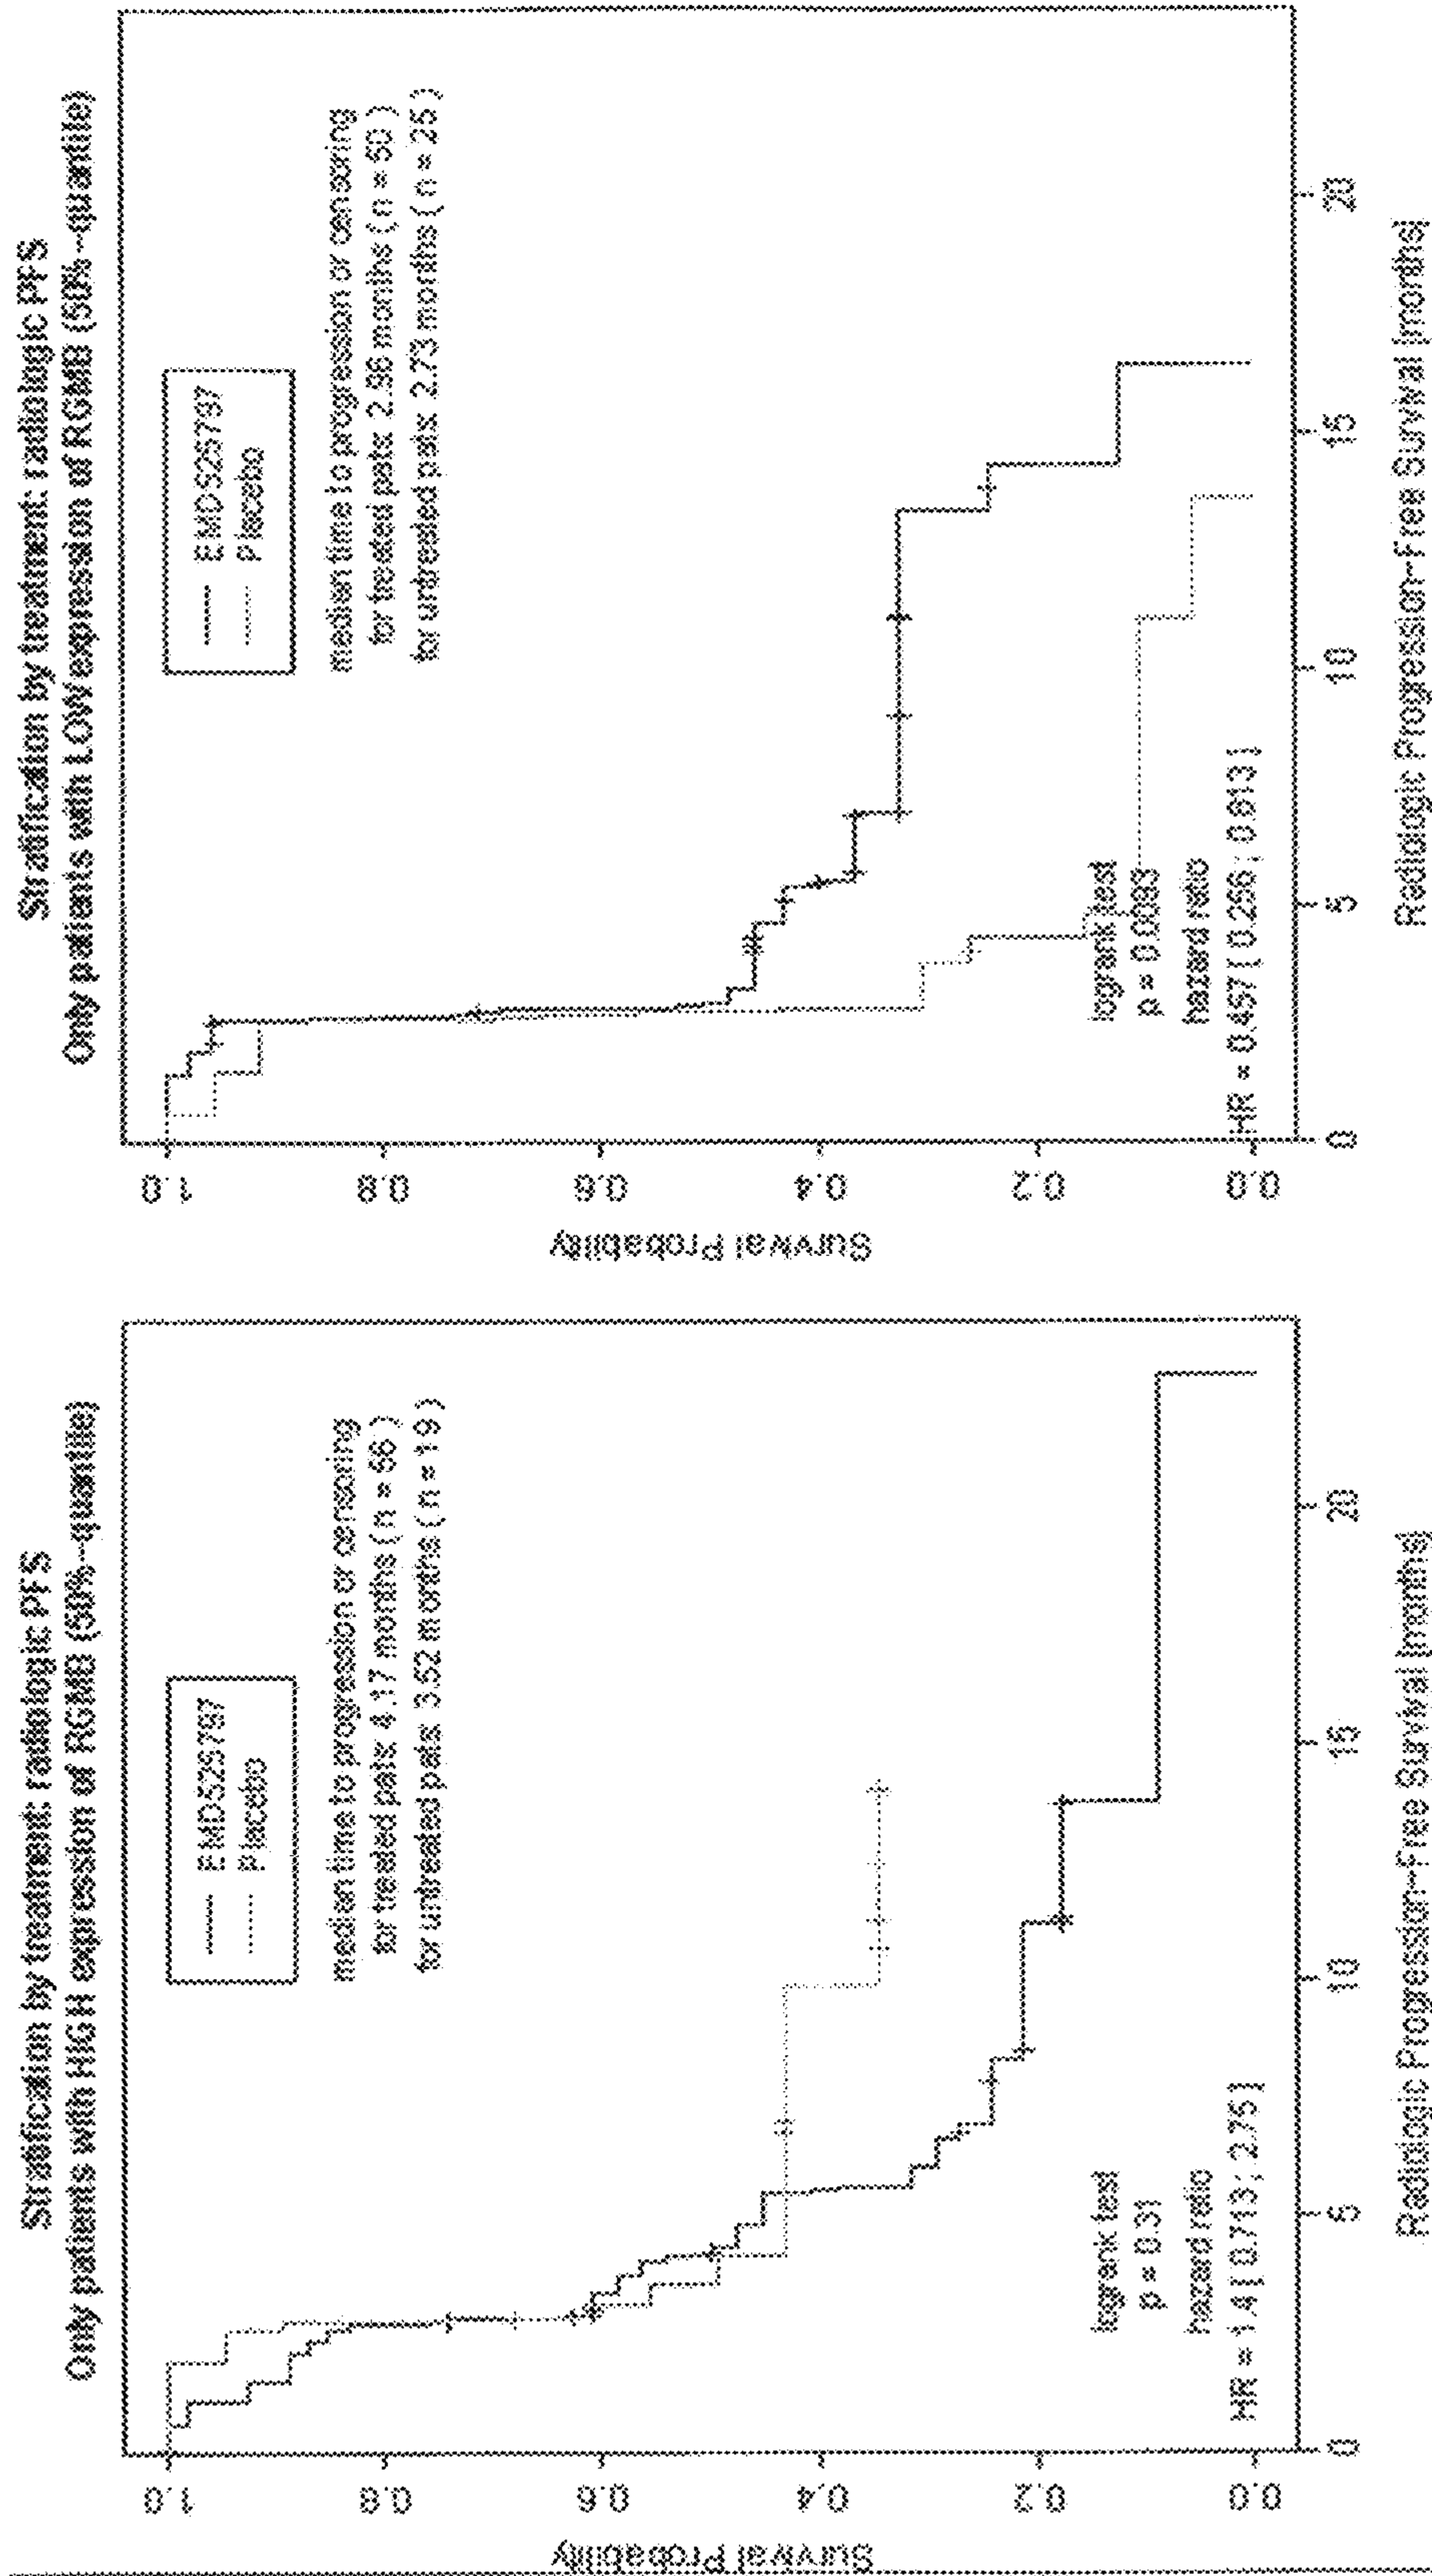 Stratification by treatment: radiologic PFS
Only patients with HIGH expression of RGMB (50%-quantile)
EMD525797
Placebo
median time to progression or censoring
for treated pats: 4.17 months ( n = )
for untreated pats: 3.52 months ( n = 19 )
logrank test
p = 0.31
hazard ratio
HR = 1.4 [ 0.713 ; 2.75 ]
Survival Probability
1.0
0.8
0.6
0.4
0.2
0.0
0
5
10
15
20
Radiologic Progression-Free Survival [months]
Stratification by treatment: radiologic PFS
Only patients with LOW expression of RGMB (50%-quantile)
EMD525797
Placebo
median time to progression or censoring
for treated pats: months ( n = 50 )
for untreated pats: 2.73 months ( n = 25 )
logrank test
p = 0.0093
hazard ratio
HR = 0.457 [ ; ]
Survival Probability
1.0
0.8
0.6
0.4
0.2
0.0
0
5
10
15
20
Radiologic Progression-Free Survival [months]